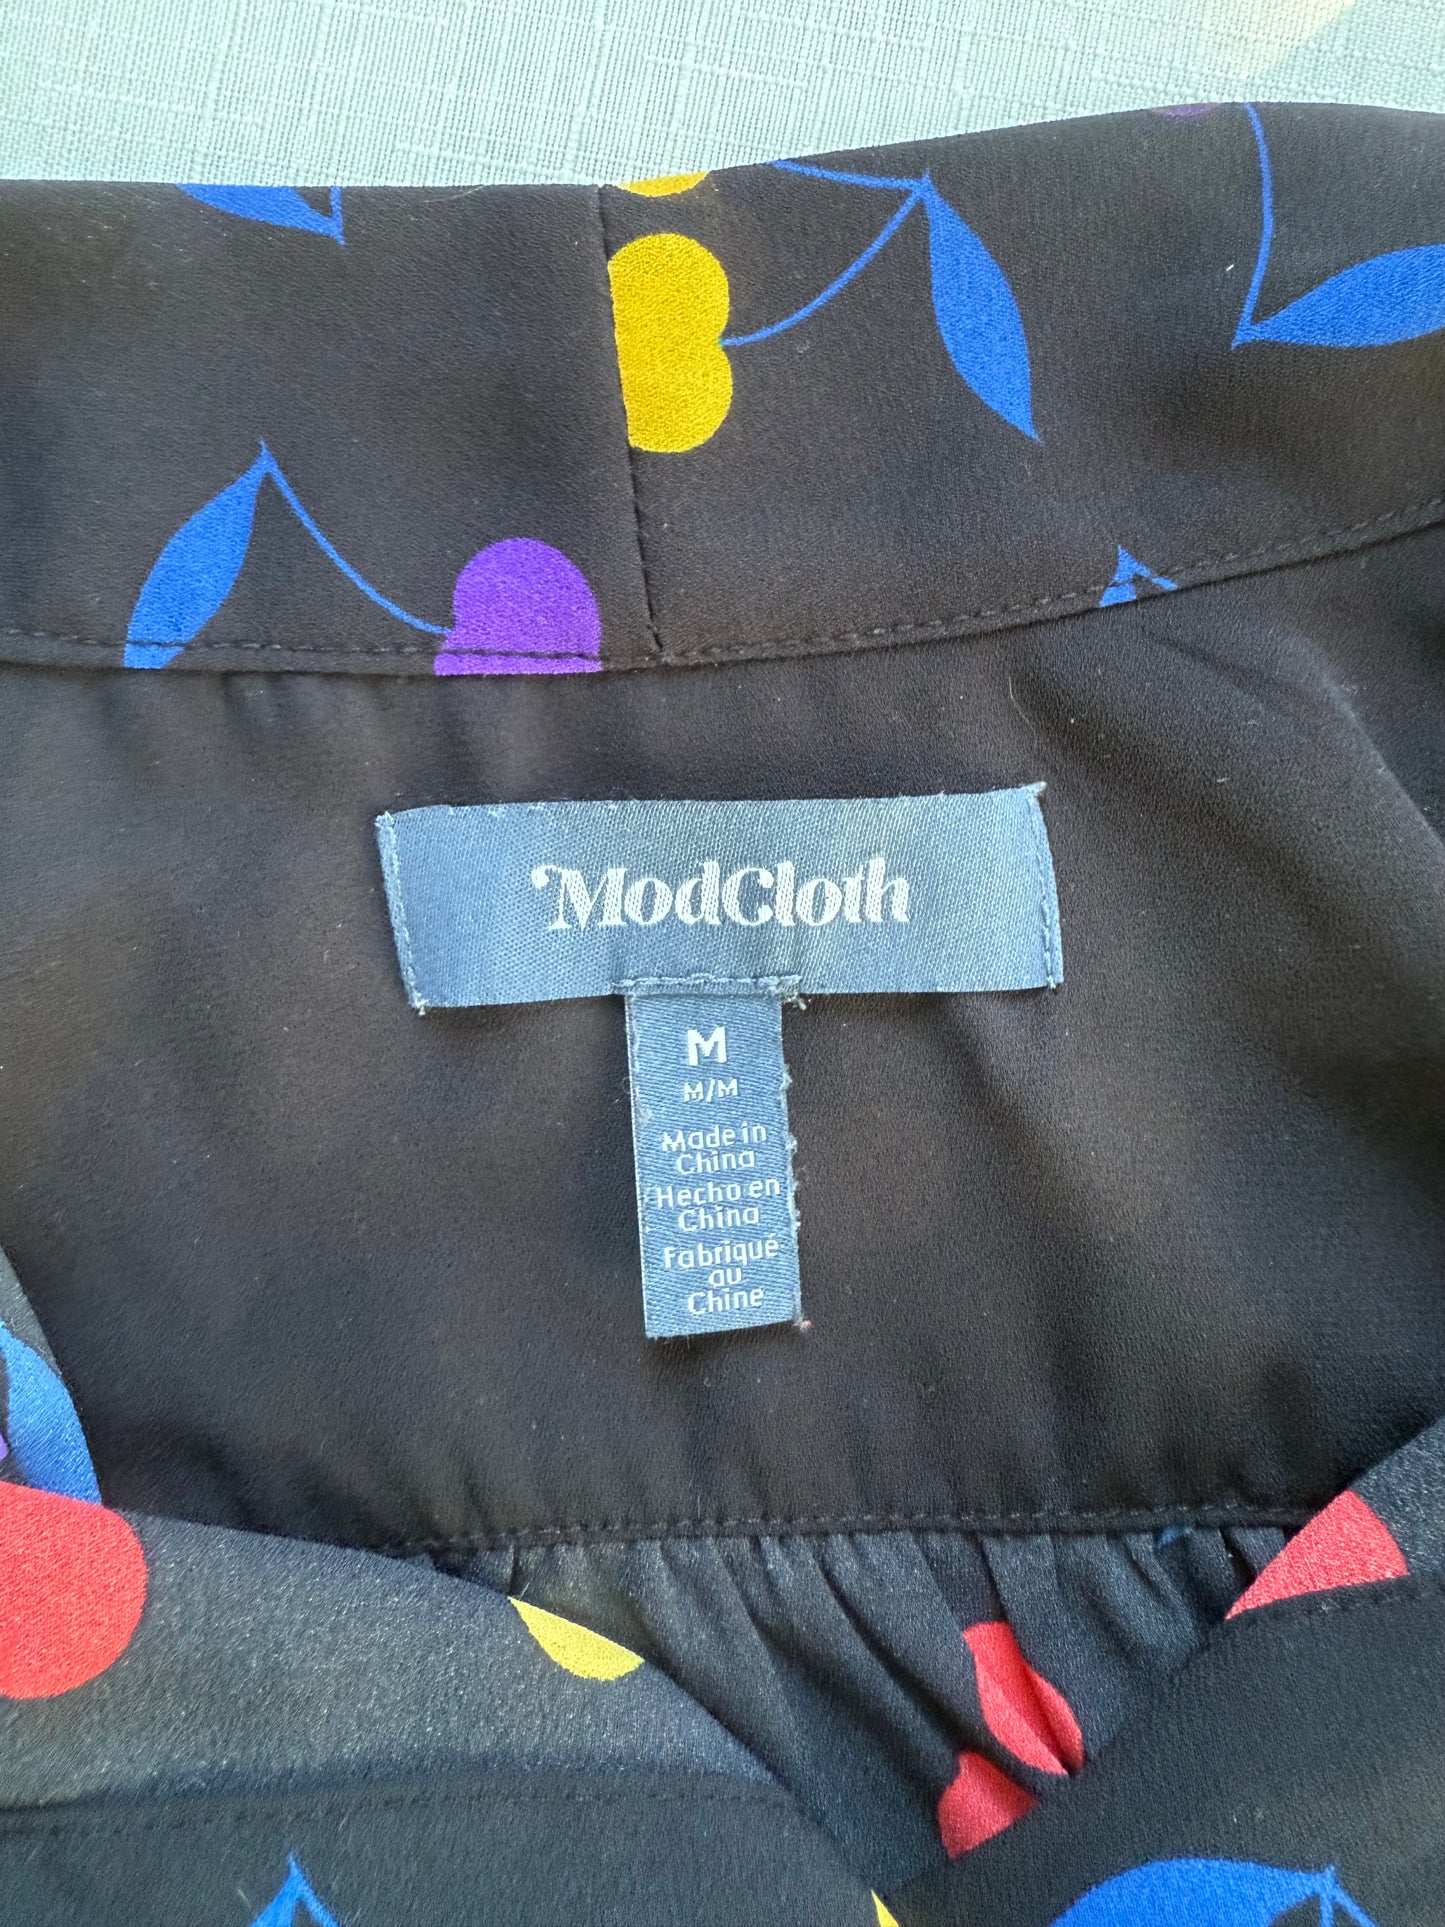 ModCloth
M
M/M
Made in
China
Hecho en
China
Fabriqué
au
Chine